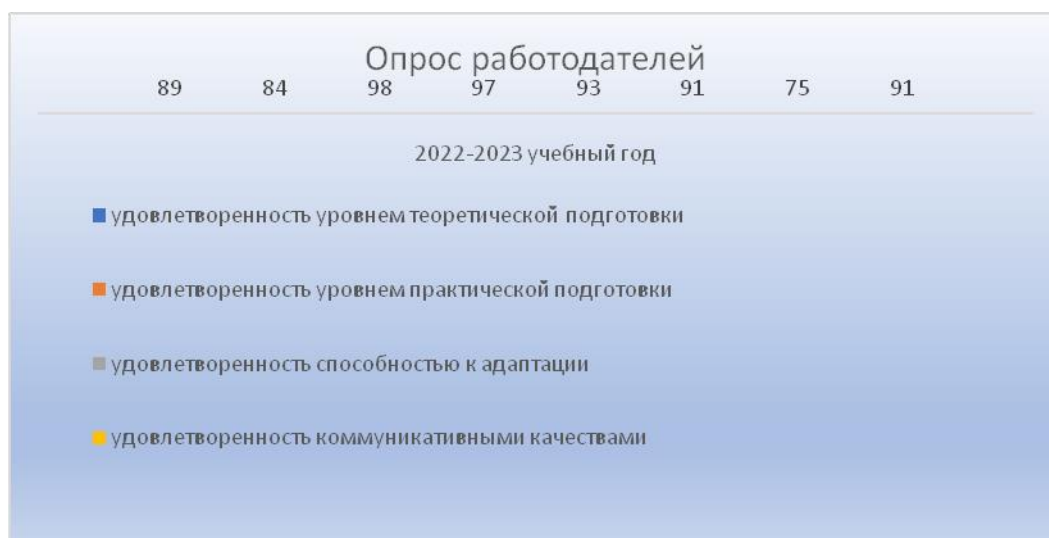 Опрос работодателей
89 84 98 97 93 91 75 91
2022-2023 учебный год
удовлетворенность уровнем теоретической подготовки
удовлетворенность уровнем практической подготовки
удовлетворенность способностью к адаптации
удовлетворенность коммуникативными качествами